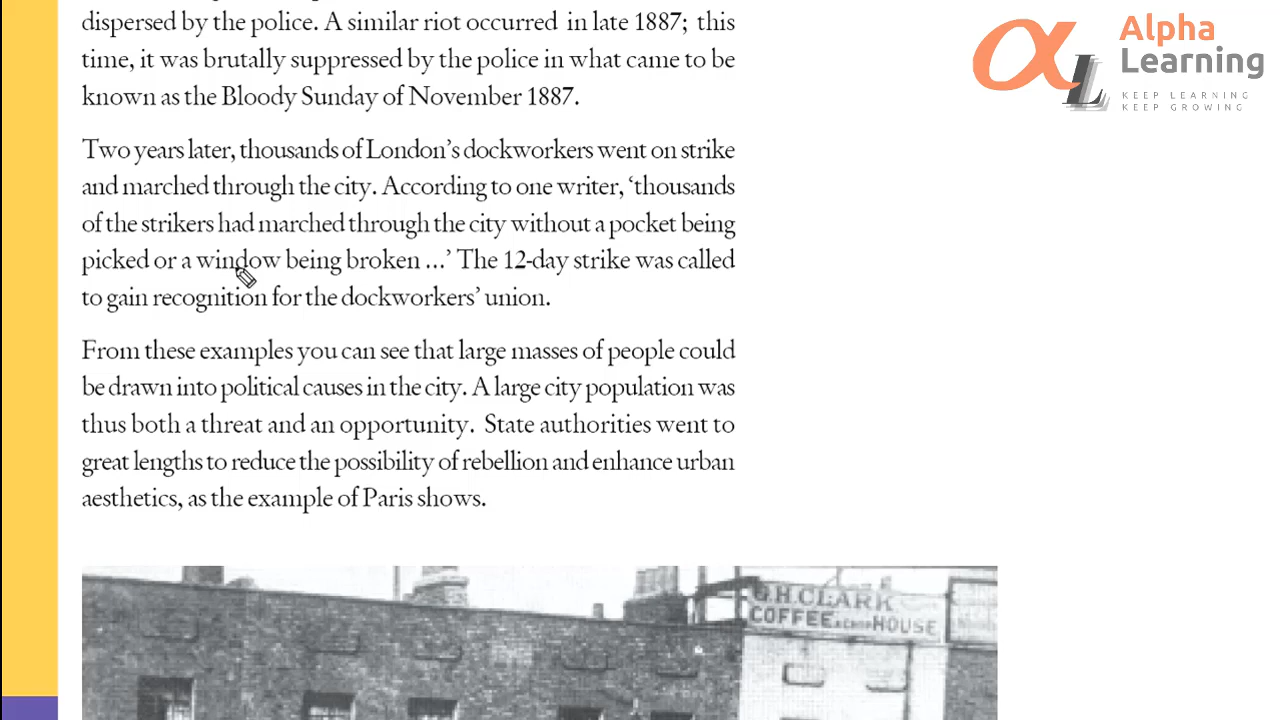 dispersed by the police. A similar riot occurred in late 1887; this
time, it was brutally suppressed by the police in what came to be
known as the Bloody Sunday of November 1887.
Two years later, thousands of London's dockworkers went on strike
and marched through the city. According to one writer, ‘thousands
of the strikers had marched through the city without a pocket being
picked or a window being broken …’ The 12-day strike was called
to gain recognition for the dockworkers’ union.
From these examples you can see that large masses of people could
be drawn into political causes in the city. A large city population was
thus both a threat and an opportunity. State authorities went to
great lengths to reduce the possibility of rebellion and enhance urban
aesthetics, as the example of Paris shows.
Alpha
Learning
KEEP LEARNING
KEEP GROWING
H.CLARK
COFFEE HOUSE